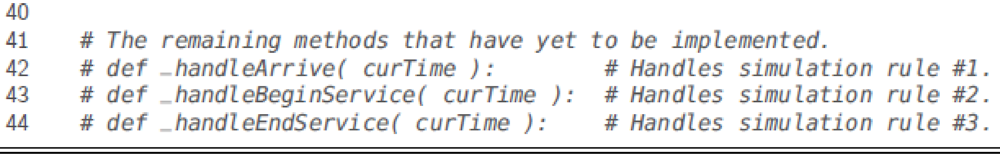 40
41 # The remaining methods that have yet to be implemented.
42 # def _handleArrive( curTime ): # Handles simulation rule #1.
43 # def _handleBeginService( curTime ): # Handles simulation rule #2.
44 # def _handleEndService( curTime ): # Handles simulation rule #3.